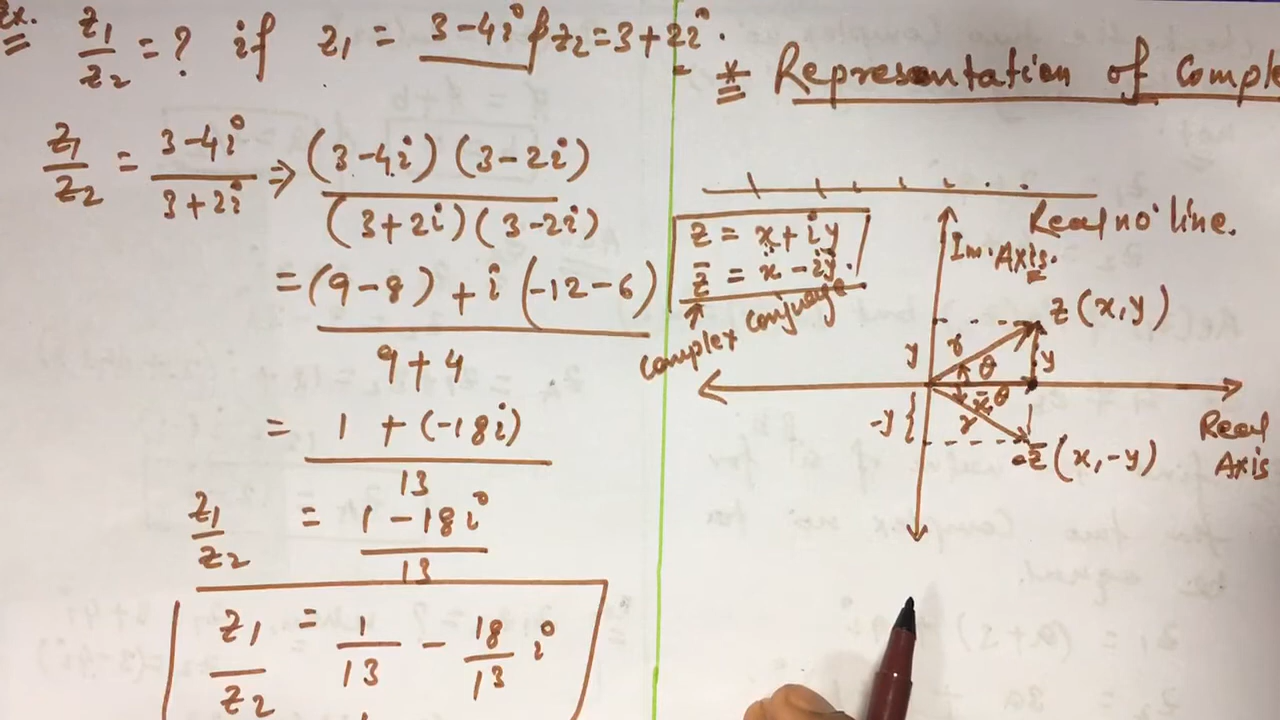 Ex. z₁/z₂ = ? if z₁ = 3-4i & z₂ = 3+2i.
z₁/z₂ = (3-4i)/(3+2i) ⇒ (3-4i)(3-2i)/(3+2i)(3-2i)
= (9-8) + i(-12-6)/9+4
= 1 + (-18i)/13
z₁/z₂ = 1-18i/13
z₁/z₂ = 1/13 - 18/13 i
* Representation of Comple
Real no line.
z = x+iy
z̄ = x-iy.
Complex conjugate
Im. Axis.
z(x,y)
y r θ y
x
-y r -θ
z̄(x,-y)
Real
Axis